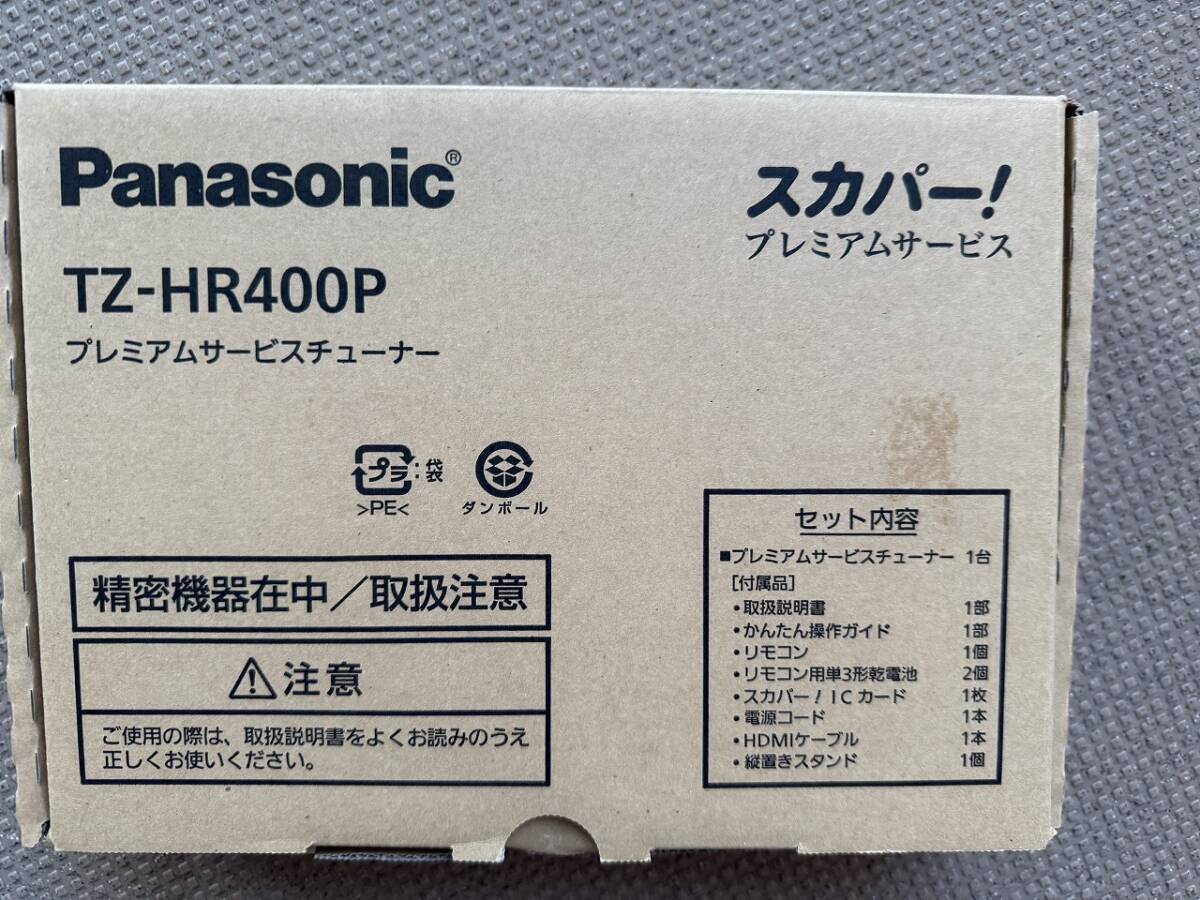 Panasonic®
スカパー!
プレミアムサービス
TZ-HR400P
プレミアムサービスチューナー
プラ:袋
>PE<
ダンボール
精密機器在中/取扱注意
注意
ご使用の際は、取扱説明書をよくお読みのうえ
正しくお使いください。
セット内容
■プレミアムサービスチューナー 1台
[付属品]
・取扱説明書 1部
・かんたん操作ガイド 1部
・リモコン 1個
・リモコン用単3形乾電池 2個
・スカパー!ICカード 1枚
・電源コード 1本
・HDMIケーブル 1本
・縦置きスタンド 1個